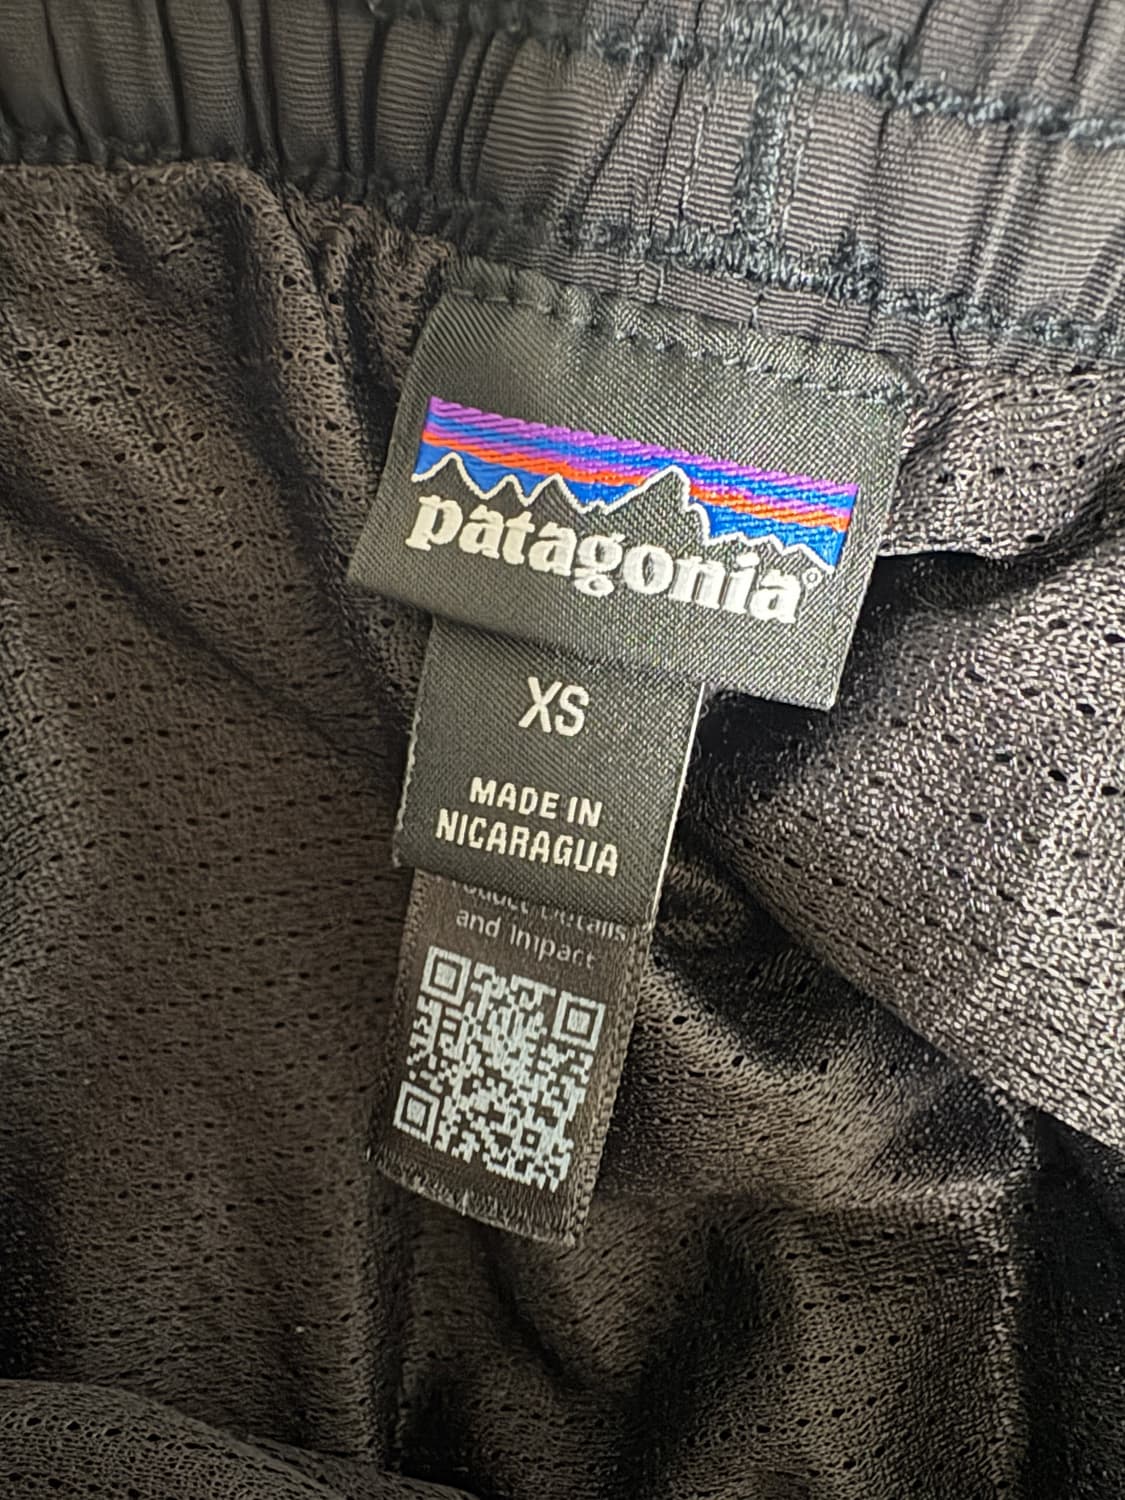 patagonia®
XS
MADE IN
NICARAGUA
and impact